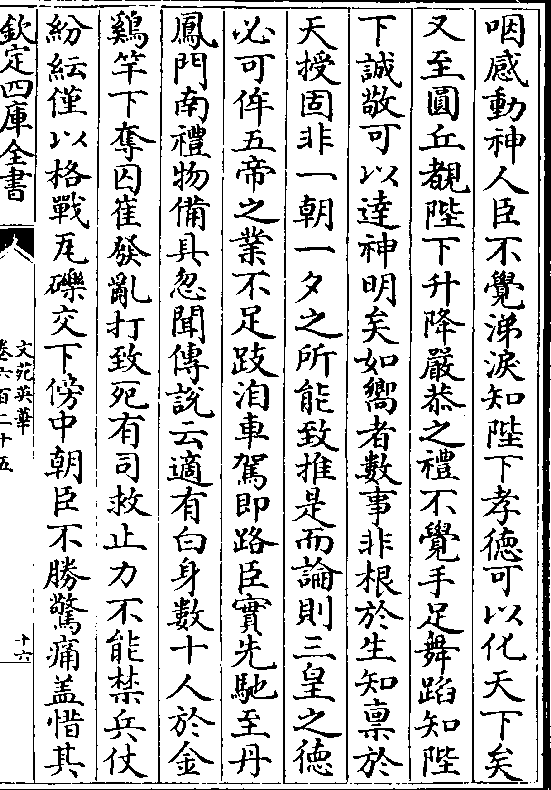 咽感動神人臣不覺涕淚知陛下孝徳可以化天下矣
又至圓丘覩陛下升降嚴恭之禮不覺手足舞蹈知陛
下誠敬可以達神明矣如嚮者數事非根於生知稟於
天授固非一朝一夕之所能致推是而論則三皇之徳
必可侔五帝之業不足跂洎車駕即路臣實先馳至丹
鳳門南禮物備具忽聞傳説云適有白身數十人於金
鷄竿下奪囚崔發亂打致死有司救止力不能禁兵仗
紛紜僅以格戰瓦礫交下傍中朝臣不勝驚痛盖惜其
欽定四庫全書
文苑英華
卷六百二十五
十六